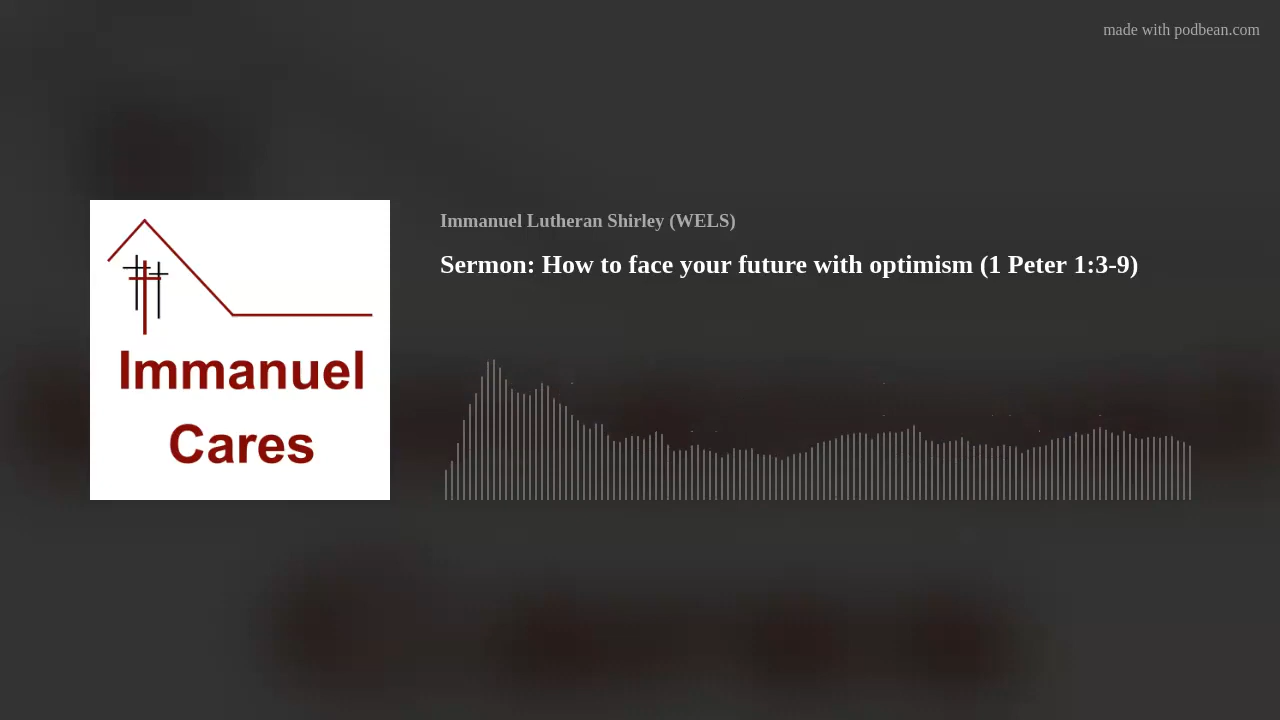 made with podbean.com
Immanuel Lutheran Shirley (WELS)
Sermon: How to face your future with optimism (1 Peter 1:3-9)
Immanuel
Cares